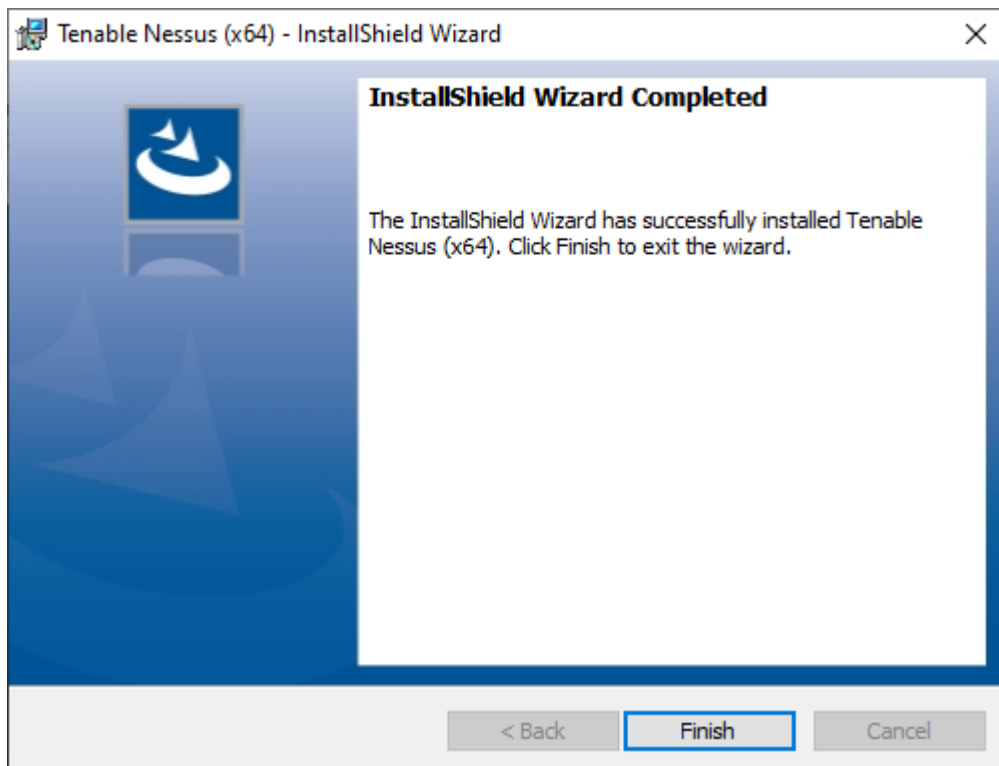 Tenable Nessus (x64) - InstallShield Wizard
InstallShield Wizard Completed
The InstallShield Wizard has successfully installed Tenable
Nessus (x64). Click Finish to exit the wizard.
< Back
Finish
Cancel